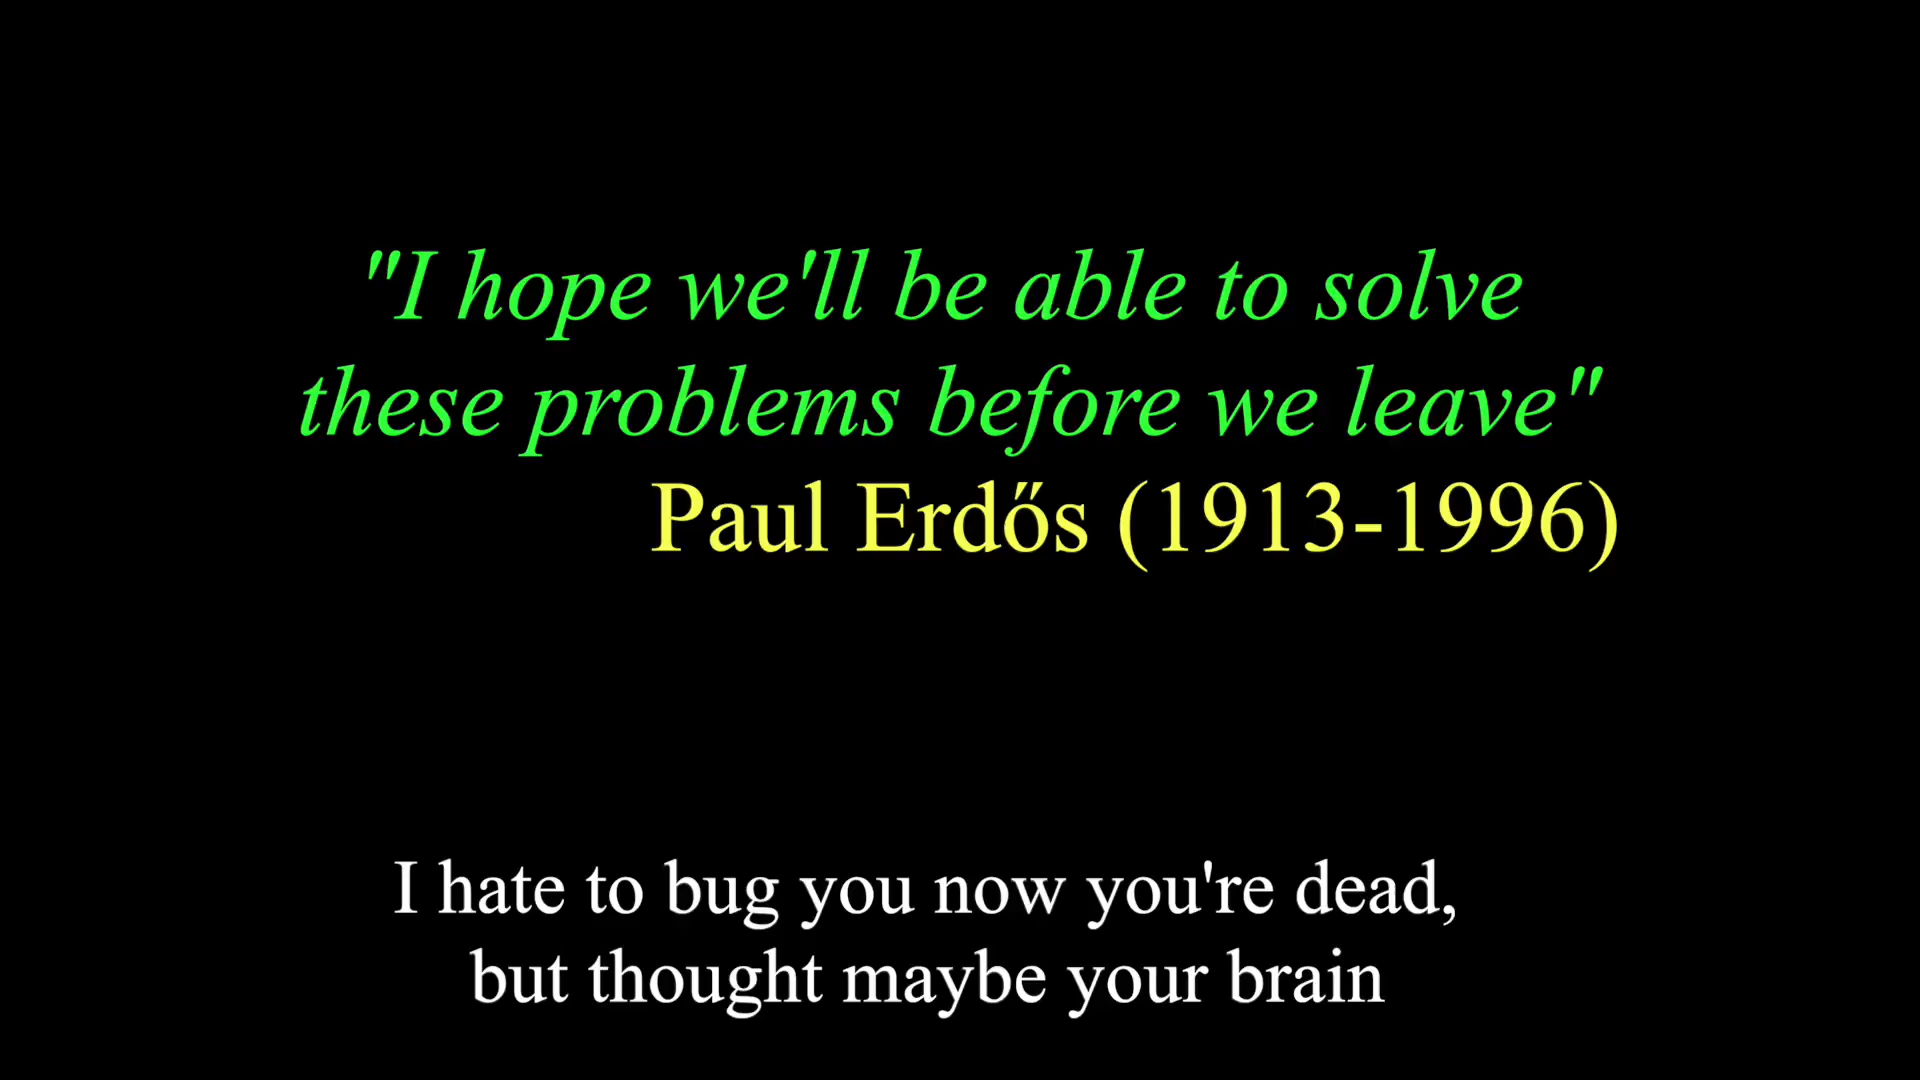 "I hope we'll be able to solve
these problems before we leave"
Paul Erdős (1913-1996)
I hate to bug you now you're dead,
but thought maybe your brain